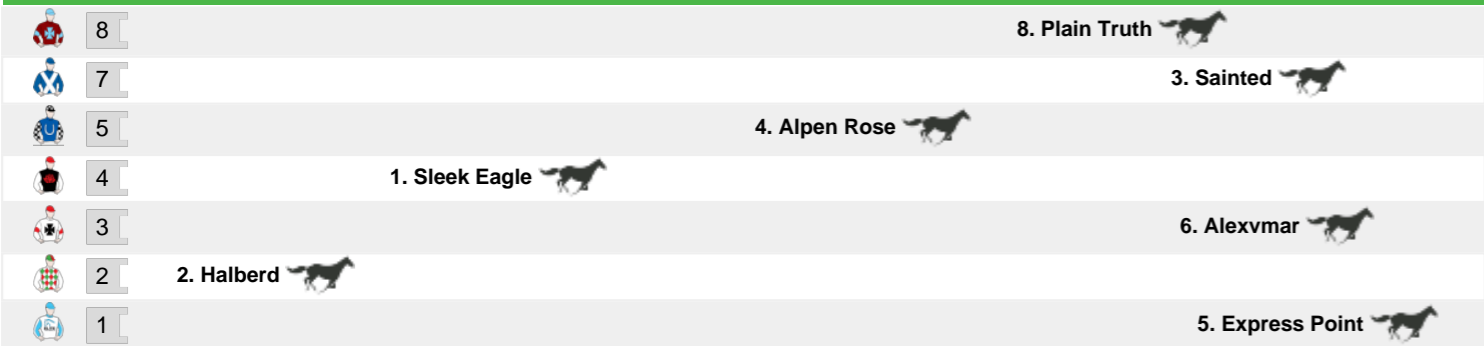 8 8. Plain Truth
7 3. Sainted
5 4. Alpen Rose
4 1. Sleek Eagle
3 6. Alexvmar
2 2. Halberd
1 5. Express Point